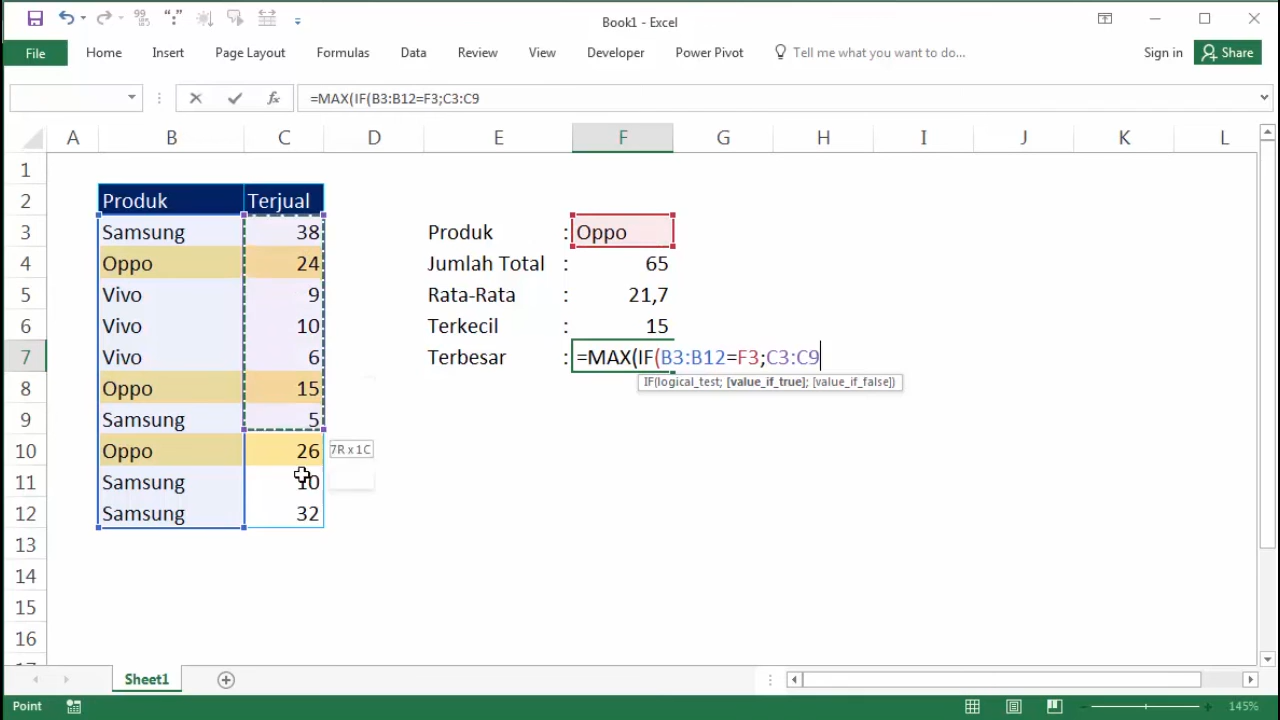 Book1 - Excel
File Home Insert Page Layout Formulas Data Review View Developer Power Pivot Tell me what you want to do... Sign in Share
=MAX(IF(B3:B12=F3;C3:C9
A B C D E F G H I J K L
1
2 Produk Terjual
3 Samsung 38 Produk : Oppo
4 Oppo 24 Jumlah Total : 65
5 Vivo 9 Rata-Rata : 21,7
6 Vivo 10 Terkecil : 15
7 Vivo 6 Terbesar : =MAX(IF(B3:B12=F3;C3:C9
IF(logical_test; [value_if_true]; [value_if_false])
8 Oppo 15
9 Samsung 5
10 Oppo 26 7R x 1C
11 Samsung 10
12 Samsung 32
13
14
15
16
Sheet1
Point 145%